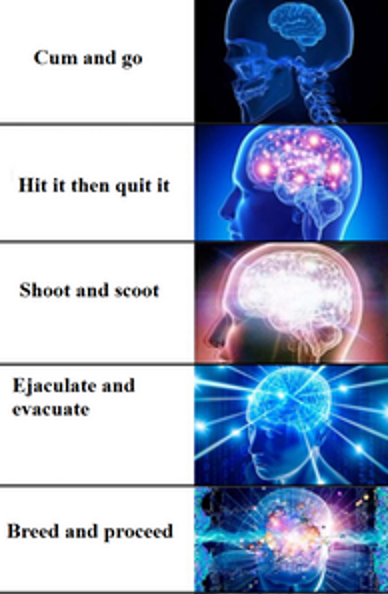 Cum and go
Hit it then quit it
Shoot and scoot
Ejaculate and
evacuate
Breed and proceed